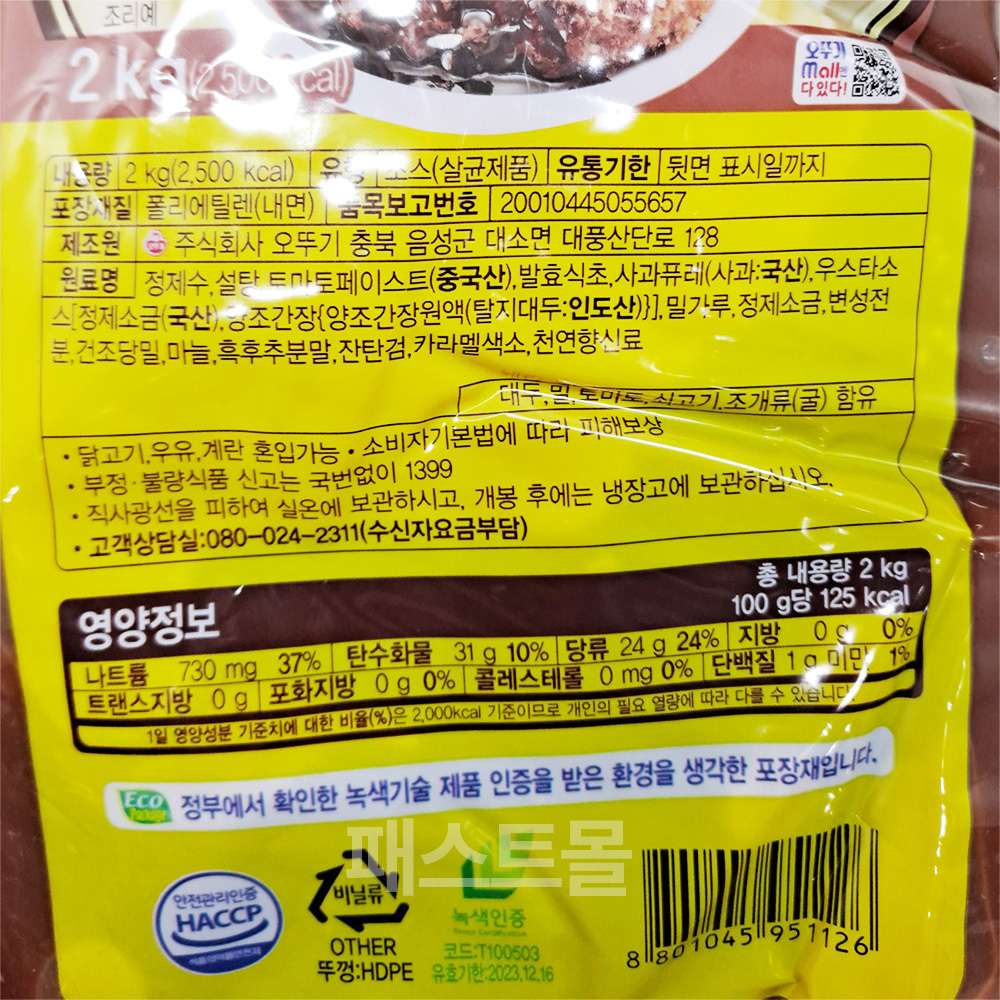 조리예
2 kg(2,500 kcal)
오뚜기
mall엔
다있다!
내용량 2 kg(2,500 kcal) 유형 소스(살균제품) 유통기한 뒷면 표시일까지
포장재질 폴리에틸렌(내면) 품목보고번호 20010445055657
제조원 주식회사 오뚜기 충북 음성군 대소면 대풍산단로 128
원료명 정제수,설탕,토마토페이스트(중국산),발효식초,사과퓨레(사과:국산),우스타소
스[정제소금(국산),양조간장{양조간장원액(탈지대두:인도산)}],밀가루,정제소금,변성전
분,건조당밀,마늘,흑후추분말,잔탄검,카라멜색소,천연향신료
대두,밀,토마토,쇠고기,조개류(굴) 함유
· 닭고기,우유,계란 혼입가능 · 소비자기본법에 따라 피해보상
· 부정·불량식품 신고는 국번없이 1399
· 직사광선을 피하여 실온에 보관하시고, 개봉 후에는 냉장고에 보관하십시오.
· 고객상담실:080-024-2311(수신자요금부담)
영양정보
총 내용량 2 kg
100 g당 125 kcal
나트륨 730 mg 37% 탄수화물 31 g 10% 당류 24 g 24% 지방 0 g 0%
트랜스지방 0 g 포화지방 0 g 0% 콜레스테롤 0 mg 0% 단백질 1 g 미만 1%
1일 영양성분 기준치에 대한 비율(%)은 2,000kcal 기준이므로 개인의 필요 열량에 따라 다를 수 있습니다
ECO
Package
정부에서 확인한 녹색기술 제품 인증을 받은 환경을 생각한 포장재입니다.
패스트몰
안전관리인증
HACCP
식품의약품안전처
비닐류
OTHER
뚜껑:HDPE
녹색인증
Green Certification
코드:T100503
유효기한:2023.12.16
8 801045 951126